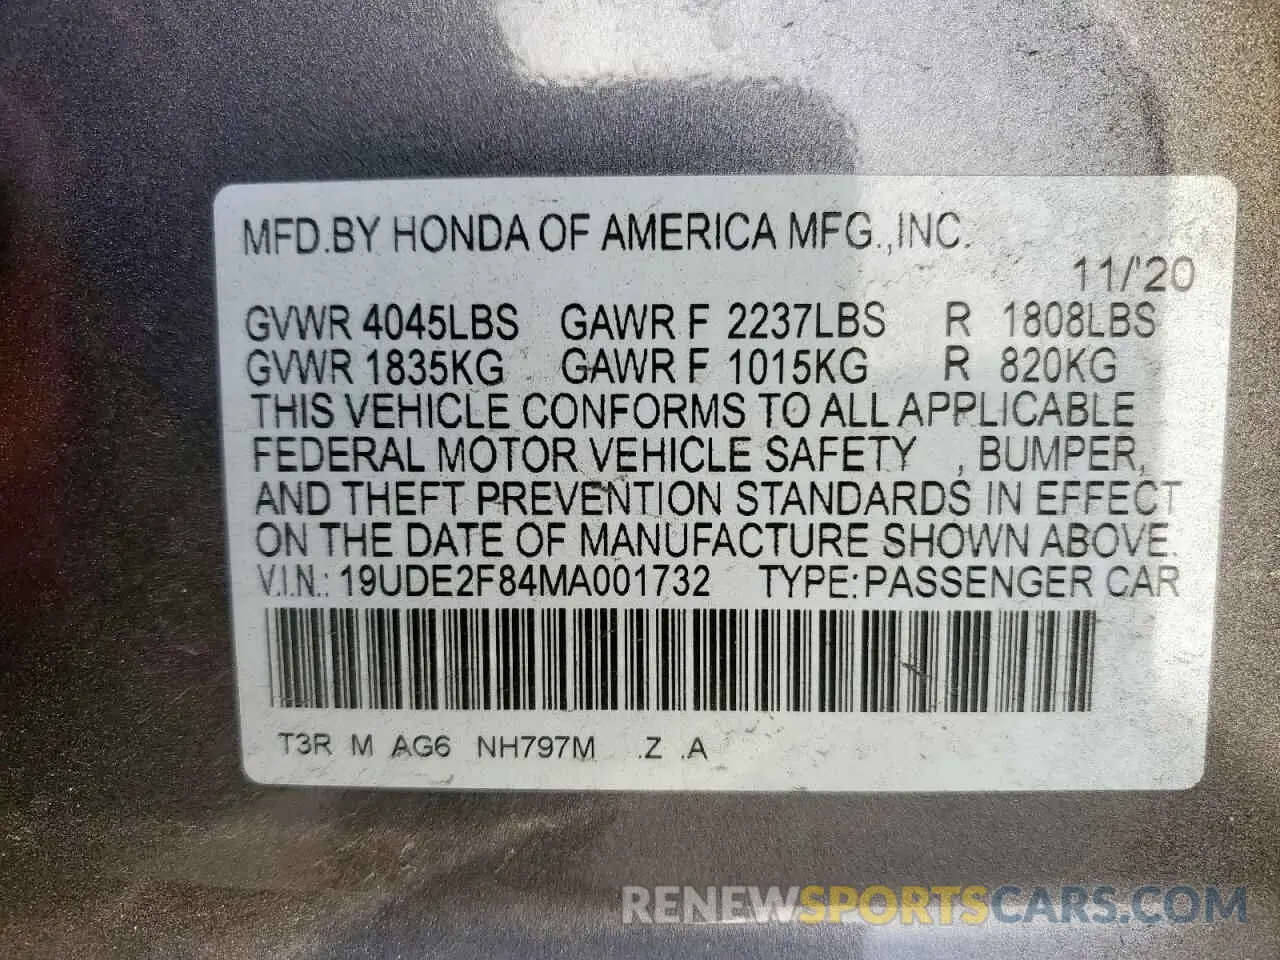 MFD.BY HONDA OF AMERICA MFG.,INC.
11/'20
GVWR 4045LBS GAWR F 2237LBS R 1808LBS
GVWR 1835KG GAWR F 1015KG R 820KG
THIS VEHICLE CONFORMS TO ALL APPLICABLE
FEDERAL MOTOR VEHICLE SAFETY , BUMPER,
AND THEFT PREVENTION STANDARDS IN EFFECT
ON THE DATE OF MANUFACTURE SHOWN ABOVE.
V.I.N.: 19UDE2F84MA001732 TYPE: PASSENGER CAR
T3R M AG6 NH797M .Z .A
RENEWSPORTSCARS.COM